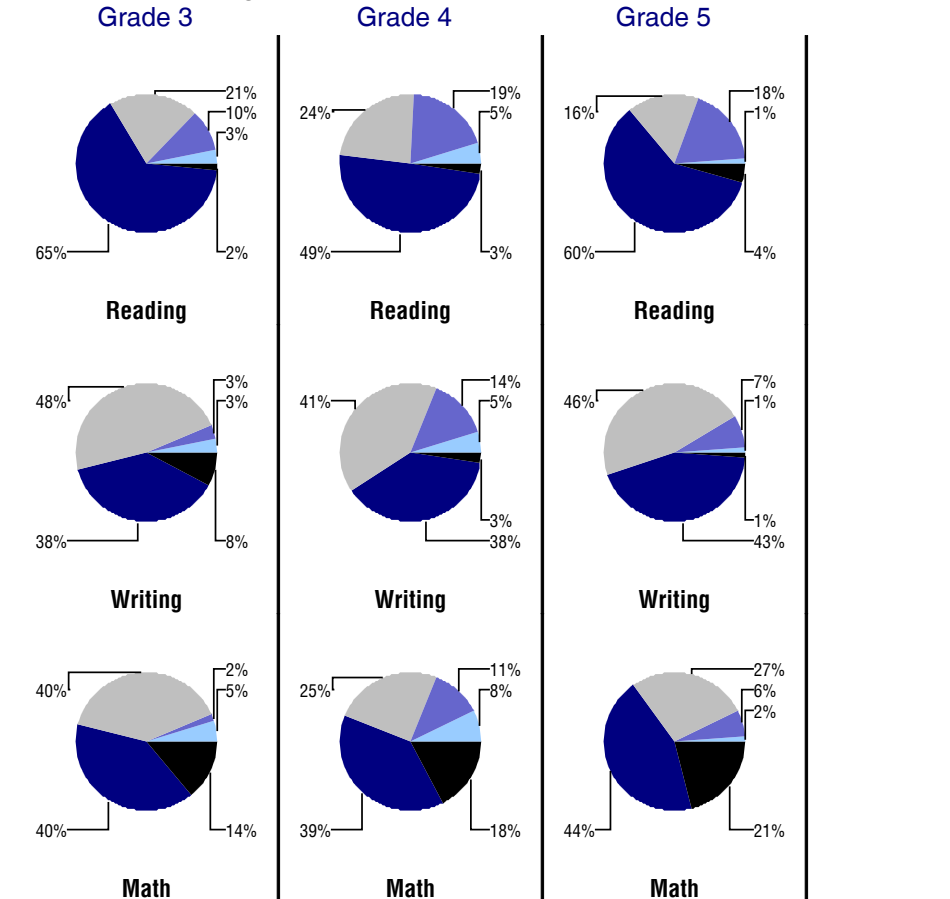 Grade 3 Grade 4 Grade 5
21% 19% 18%
10% 24% 5% 16% 1%
3%
65% 2% 49% 3% 60% 4%
Reading Reading Reading
3% 14% 7%
48% 3% 41% 5% 46% 1%
3% 1%
38% 8% 38% 43%
Writing Writing Writing
2% 11% 27%
40% 5% 25% 8% 6%
2%
40% 14% 39% 18% 44% 21%
Math Math Math